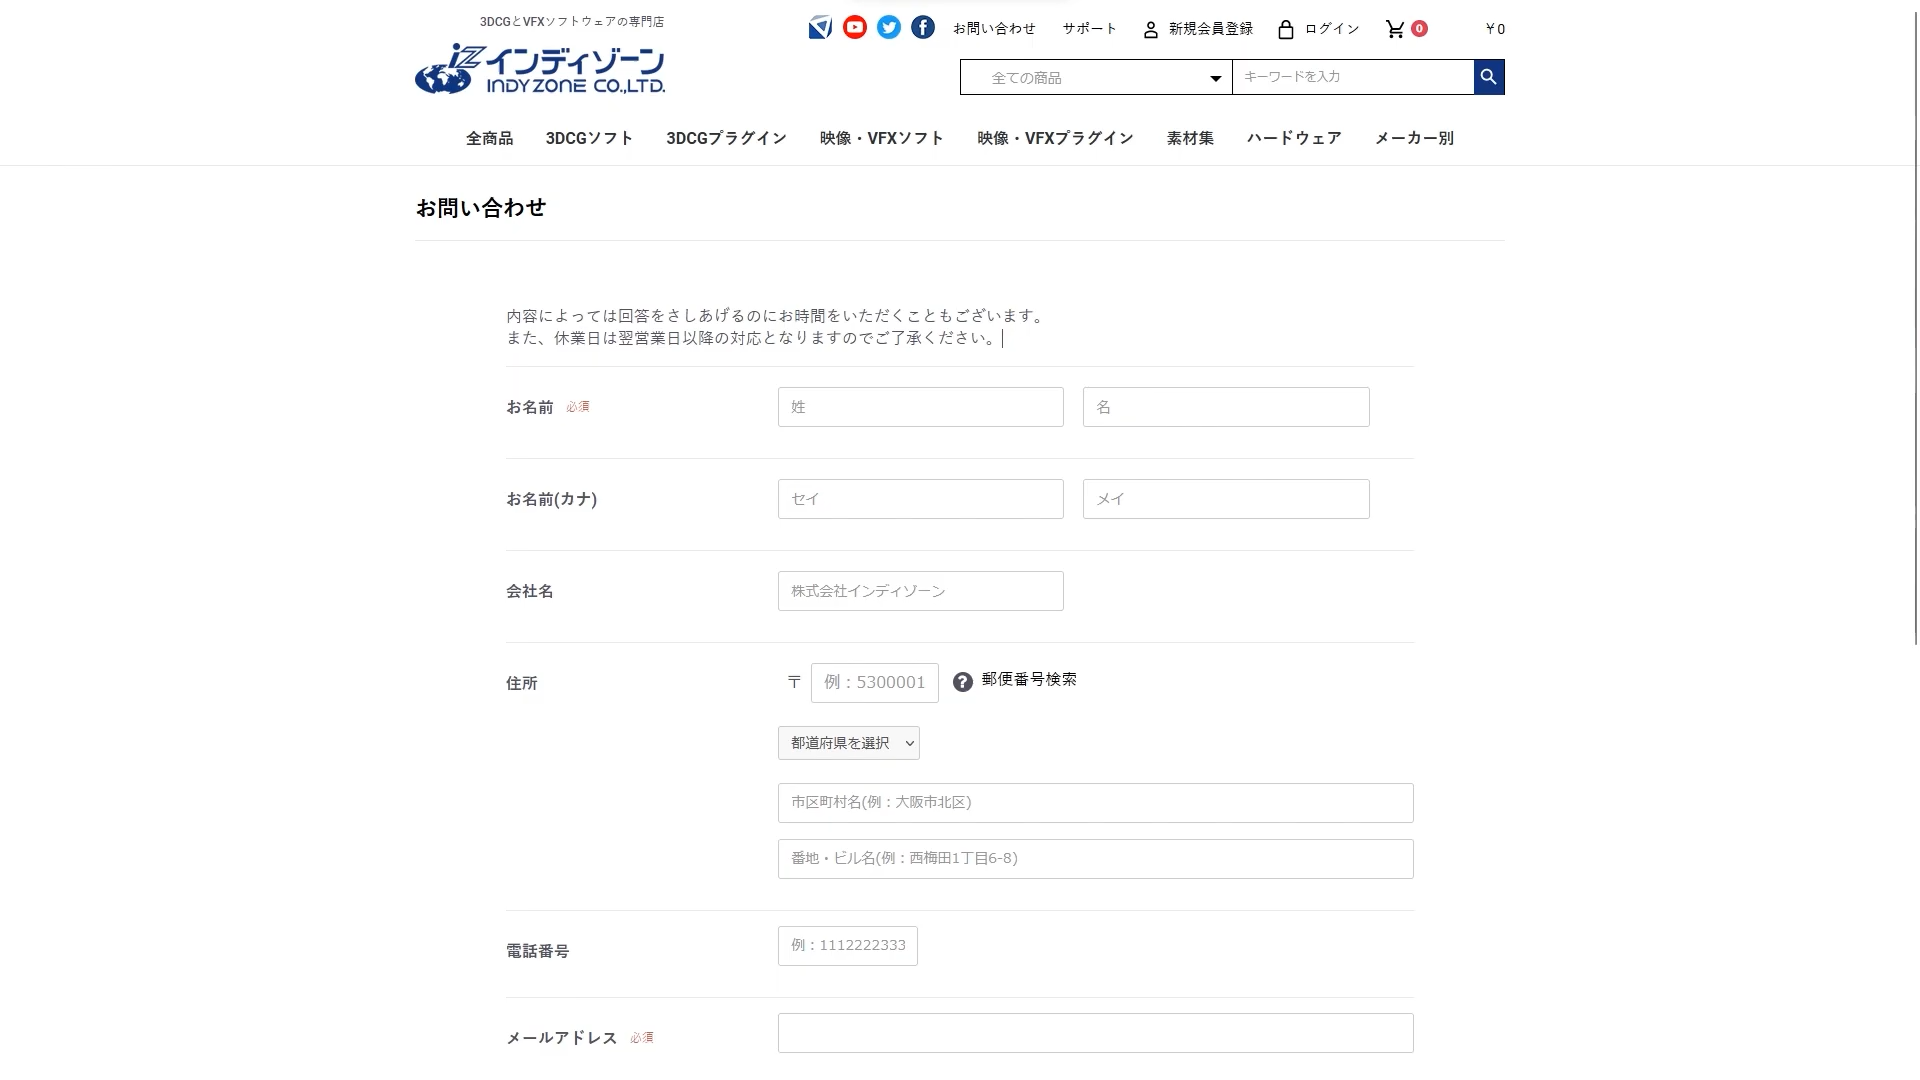 3DCGとVFXソフトウェアの専門店
お問い合わせ サポート 新規会員登録 ログイン 0 ￥0
iZインディゾーン
INDYZONE CO.,LTD.
全ての商品 キーワードを入力
全商品 3DCGソフト 3DCGプラグイン 映像・VFXソフト 映像・VFXプラグイン 素材集 ハードウェア メーカー別
お問い合わせ
内容によっては回答をさしあげるのにお時間をいただくこともございます。
また、休業日は翌営業日以降の対応となりますのでご了承ください。
お名前 必須 姓 名
お名前(カナ) セイ メイ
会社名 株式会社インディゾーン
住所 〒 例：5300001 ? 郵便番号検索
都道府県を選択
市区町村名(例：大阪市北区)
番地・ビル名(例：西梅田1丁目6-8)
電話番号 例：1112222333
メールアドレス 必須